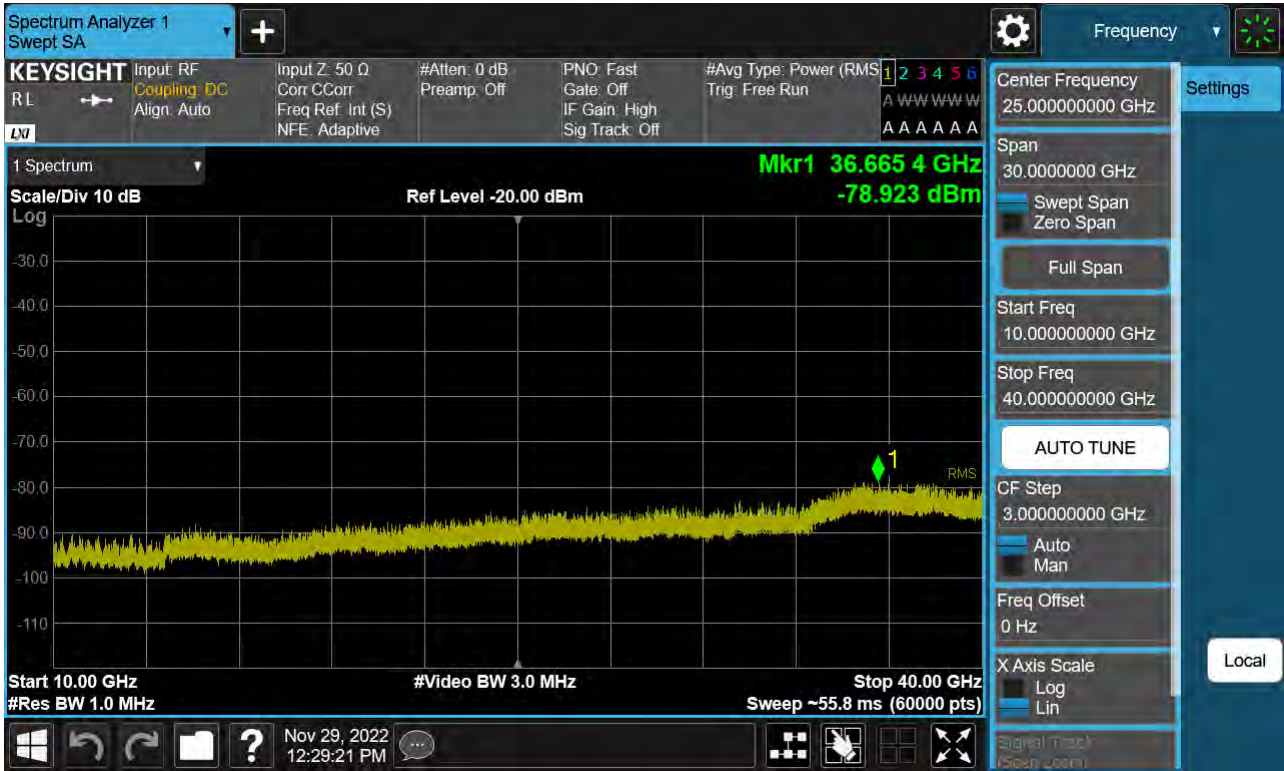 Spectrum Analyzer 1
Swept SA
Frequency
KEYSIGHT
R L
LXI
Input: RF
Coupling: DC
Align: Auto
Input Z: 50 Ω
Corr CCorr
Freq Ref: Int (S)
NFE: Adaptive
#Atten: 0 dB
Preamp: Off
PNO: Fast
Gate: Off
IF Gain: High
Sig Track: Off
#Avg Type: Power (RMS
Trig: Free Run
1 2 3 4 5 6
A W W W W W
A A A A A A
1 Spectrum
Scale/Div 10 dB
Ref Level -20.00 dBm
Mkr1 36.665 4 GHz
-78.923 dBm
Log
-30.0
-40.0
-50.0
-60.0
-70.0
-80.0
-90.0
-100
-110
1
RMS
Start 10.00 GHz
#Video BW 3.0 MHz
Stop 40.00 GHz
#Res BW 1.0 MHz
Sweep ~55.8 ms (60000 pts)
Center Frequency
25.000000000 GHz
Settings
Span
30.0000000 GHz
Swept Span
Zero Span
Full Span
Start Freq
10.000000000 GHz
Stop Freq
40.000000000 GHz
AUTO TUNE
CF Step
3.000000000 GHz
Auto
Man
Freq Offset
0 Hz
X Axis Scale
Log
Lin
Signal Track
(Span Zoom)
Local
?
Nov 29, 2022
12:29:21 PM